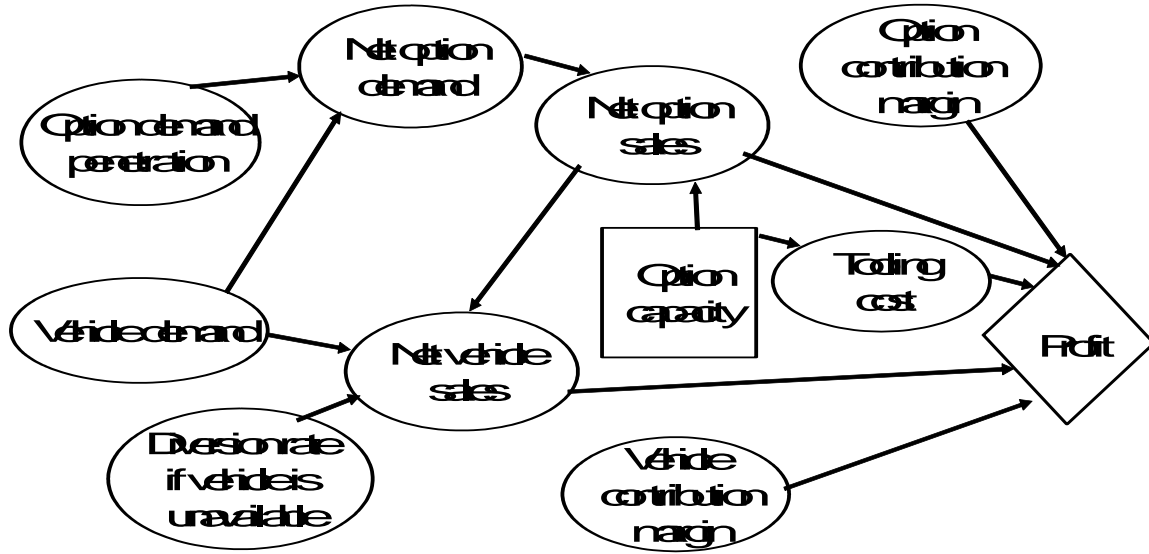 Net option
demand
Option
contribution
margin
Option demand
penetration
Net option
sales
Option
capacity
Tooling
cost
Vehicle demand
Net vehicle
sales
Profit
Diversion rate
if vehicle is
unavailable
Vehicle
contribution
margin